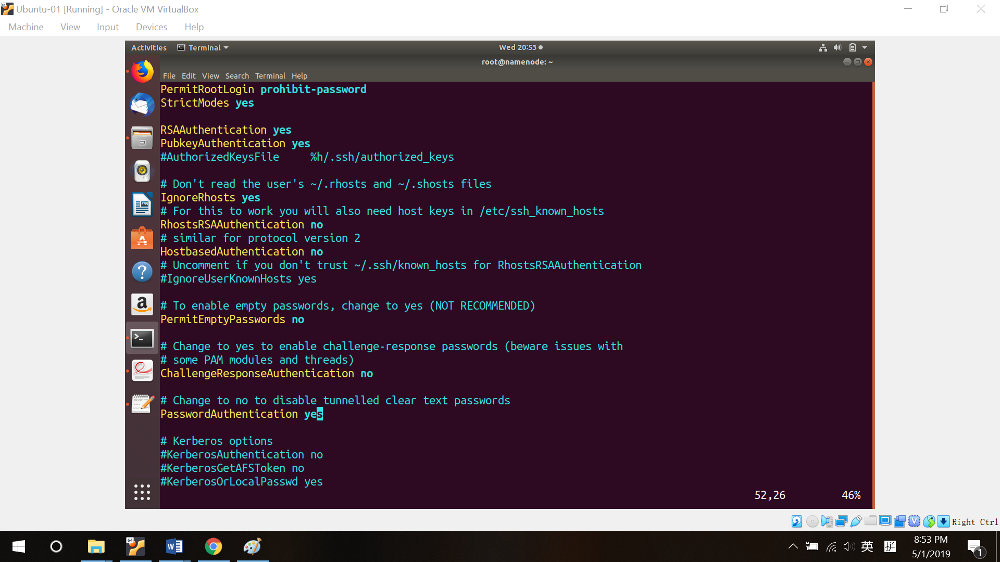 Ubuntu-01 [Running] - Oracle VM VirtualBox
Machine View Input Devices Help
Activities Terminal Wed 20:53
root@namenode: ~
File Edit View Search Terminal Help
PermitRootLogin prohibit-password
StrictModes yes
RSAAuthentication yes
PubkeyAuthentication yes
#AuthorizedKeysFile %h/.ssh/authorized_keys
# Don't read the user's ~/.rhosts and ~/.shosts files
IgnoreRhosts yes
# For this to work you will also need host keys in /etc/ssh_known_hosts
RhostsRSAAuthentication no
# similar for protocol version 2
HostbasedAuthentication no
# Uncomment if you don't trust ~/.ssh/known_hosts for RhostsRSAAuthentication
#IgnoreUserKnownHosts yes
# To enable empty passwords, change to yes (NOT RECOMMENDED)
PermitEmptyPasswords no
# Change to yes to enable challenge-response passwords (beware issues with
# some PAM modules and threads)
ChallengeResponseAuthentication no
# Change to no to disable tunnelled clear text passwords
PasswordAuthentication yes
# Kerberos options
#KerberosAuthentication no
#KerberosGetAFSToken no
#KerberosOrLocalPasswd yes
52,26 46%
Right Ctrl
英 拼 8:53 PM
5/1/2019
1